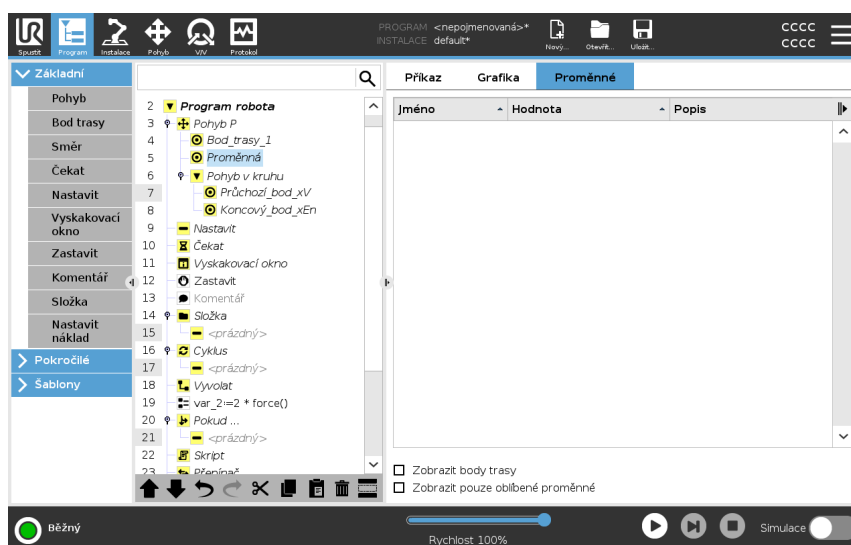 PROGRAM <nepojmenovaná>*
INSTALACE default*
Spustit
Program
Instalace
Pohyb
V/V
Protokol
Nový...
Otevřít...
Uložit...
CCCC
CCCC
Základní
Pohyb
Bod trasy
Směr
Čekat
Nastavit
Vyskakovací
okno
Zastavit
Komentář
Složka
Nastavit
náklad
Pokročilé
Šablony
2 Program robota
3 Pohyb P
4 Bod_trasy_1
5 Proměnná
6 Pohyb v kruhu
7 Průchozí_bod_xV
8 Koncový_bod_xEn
9 Nastavit
10 Čekat
11 Vyskakovací okno
12 Zastavit
13 Komentář
14 Složka
15 <prázdný>
16 Cyklus
17 <prázdný>
18 Vyvolat
19 var_2:=2 * force()
20 Pokud ...
21 <prázdný>
22 Skript
23 Přepínač
Příkaz Grafika Proměnné
Jméno Hodnota Popis
Zobrazit body trasy
Zobrazit pouze oblíbené proměnné
Běžný
Rychlost 100%
Simulace